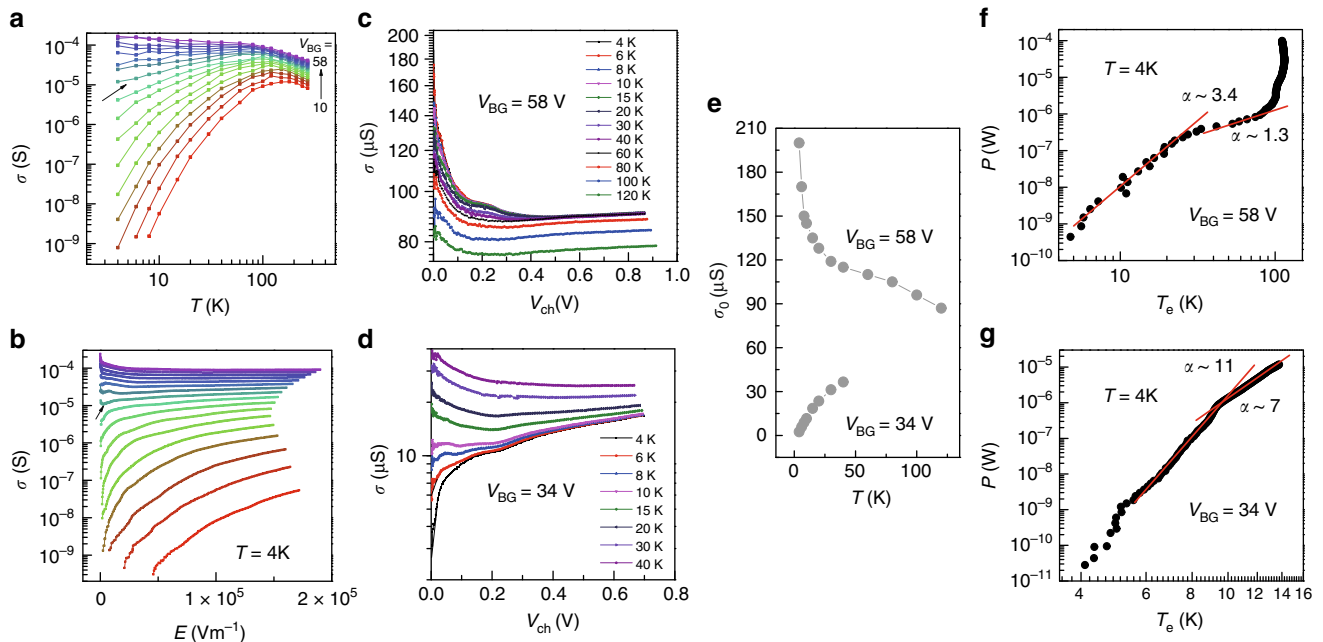 a
σ (S)
10⁻⁴
10⁻⁵
10⁻⁶
10⁻⁷
10⁻⁸
10⁻⁹
V_BG =
58
10
10
100
T (K)
b
σ (S)
10⁻⁴
10⁻⁵
10⁻⁶
10⁻⁷
10⁻⁸
10⁻⁹
T = 4K
0
1 × 10⁵
2 × 10⁵
E (Vm⁻¹)
c
σ (µS)
200
180
160
140
120
100
80
V_BG = 58 V
4 K
6 K
8 K
10 K
15 K
20 K
30 K
40 K
60 K
80 K
100 K
120 K
0.0 0.2 0.4 0.6 0.8 1.0
V_ch(V)
d
σ (µS)
10
V_BG = 34 V
4 K
6 K
8 K
10 K
15 K
20 K
30 K
40 K
0.0 0.2 0.4 0.6 0.8
V_ch(V)
e
σ₀ (µS)
210
180
150
120
90
60
30
0
V_BG = 58 V
V_BG = 34 V
0 25 50 75 100 125
T (K)
f
P (W)
10⁻⁴
10⁻⁵
10⁻⁶
10⁻⁷
10⁻⁸
10⁻⁹
10⁻¹⁰
T = 4K
α ~ 3.4
α ~ 1.3
V_BG = 58 V
10
100
T_e (K)
g
P (W)
10⁻⁵
10⁻⁶
10⁻⁷
10⁻⁸
10⁻⁹
10⁻¹⁰
10⁻¹¹
T = 4K
α ~ 11
α ~ 7
V_BG = 34 V
4 6 8 10 12 14 16
T_e (K)